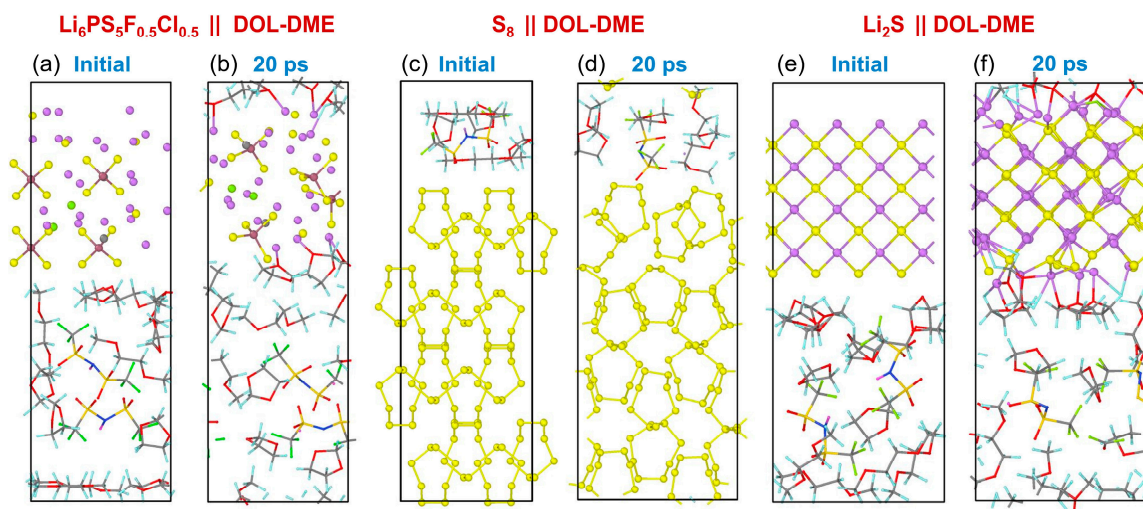 Li₆PS₅F₀.₅Cl₀.₅ || DOL-DME
S₈ || DOL-DME
Li₂S || DOL-DME
(a) Initial
(b) 20 ps
(c) Initial
(d) 20 ps
(e) Initial
(f) 20 ps